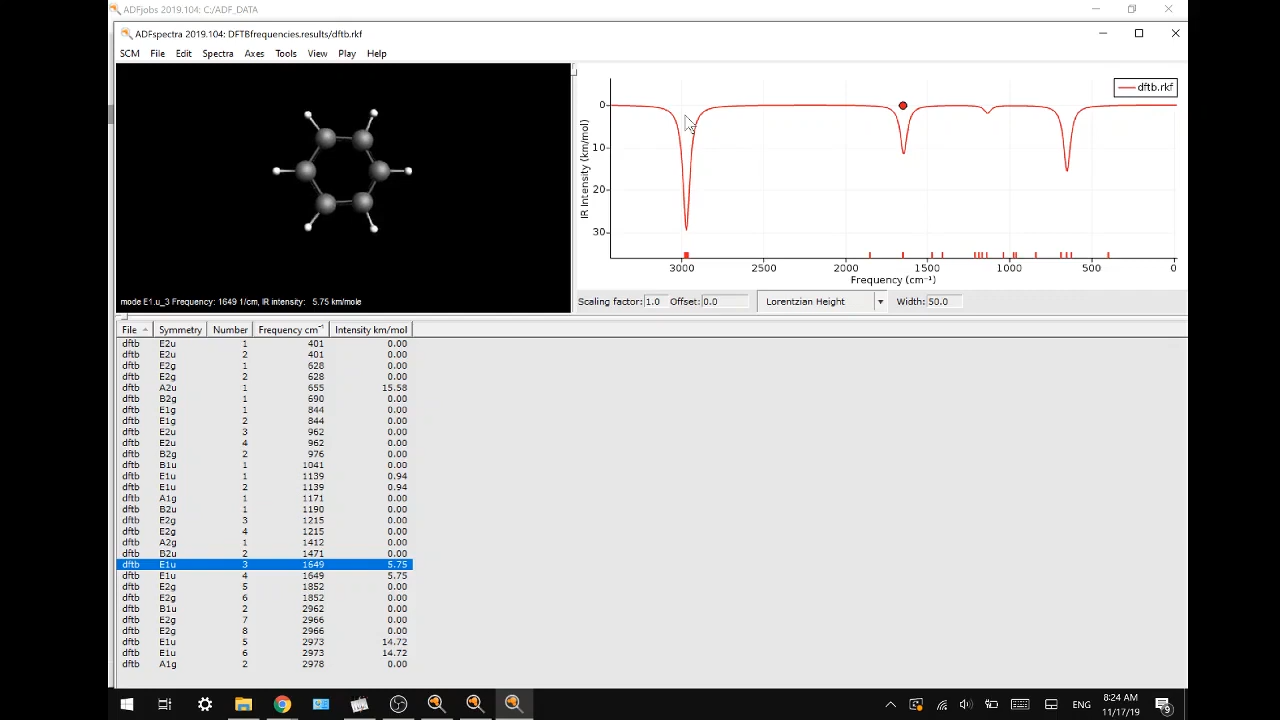 ADFjobs 2019.104: C:/ADF_DATA
ADFspectra 2019.104: DFTBfrequencies.results/dftb.rkf
SCM File Edit Spectra Axes Tools View Play Help
dftb.rkf
0
10
20
30
IR Intensity (km/mol)
3000 2500 2000 1500 1000 500 0
Frequency (cm⁻¹)
mode E1.u_3 Frequency: 1649 1/cm, IR intensity: 5.75 km/mole
Scaling factor: 1.0 Offset: 0.0 Lorentzian Height Width: 50.0
File Symmetry Number Frequency cm⁻¹ Intensity km/mol
dftb E2u 1 401 0.00
dftb E2u 2 401 0.00
dftb E2g 1 628 0.00
dftb E2g 2 628 0.00
dftb A2u 1 655 15.58
dftb B2g 1 690 0.00
dftb E1g 1 844 0.00
dftb E1g 2 844 0.00
dftb E2u 3 962 0.00
dftb E2u 4 962 0.00
dftb B2g 2 976 0.00
dftb B1u 1 1041 0.00
dftb E1u 1 1139 0.94
dftb E1u 2 1139 0.94
dftb A1g 1 1171 0.00
dftb B2u 1 1190 0.00
dftb E2g 3 1215 0.00
dftb E2g 4 1215 0.00
dftb A2g 1 1412 0.00
dftb B2u 2 1471 0.00
dftb E1u 3 1649 5.75
dftb E1u 4 1649 5.75
dftb E2g 5 1852 0.00
dftb E2g 6 1852 0.00
dftb B1u 2 2962 0.00
dftb E2g 7 2966 0.00
dftb E2g 8 2966 0.00
dftb E1u 5 2973 14.72
dftb E1u 6 2973 14.72
dftb A1g 2 2978 0.00
ENG
8:24 AM
11/17/19
9